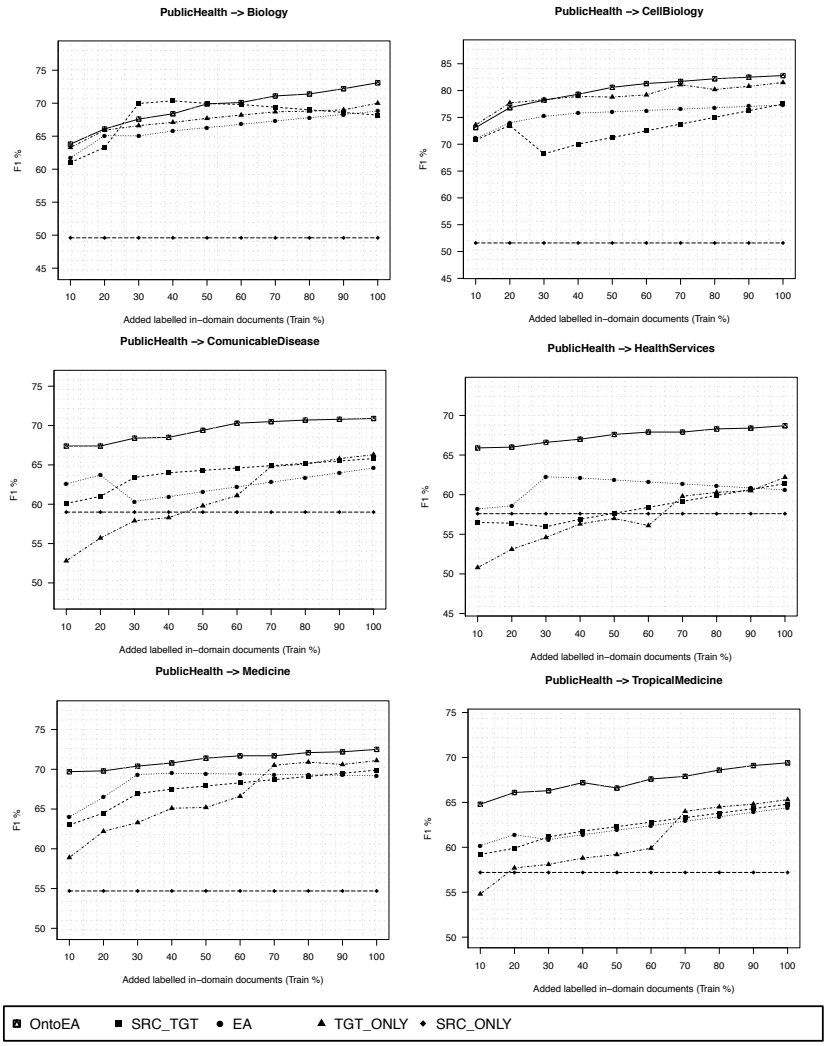 PublicHealth −> Biology
F1 %
75
70
65
60
55
50
45
10 20 30 40 50 60 70 80 90 100
Added labelled in−domain documents (Train %)
PublicHealth −> CellBiology
F1 %
85
80
75
70
65
60
55
50
45
10 20 30 40 50 60 70 80 90 100
Added labelled in−domain documents (Train %)
PublicHealth −> ComunicableDisease
F1 %
75
70
65
60
55
50
10 20 30 40 50 60 70 80 90 100
Added labelled in−domain documents (Train %)
PublicHealth −> HealthServices
F1 %
70
65
60
55
50
45
10 20 30 40 50 60 70 80 90 100
Added labelled in−domain documents (Train %)
PublicHealth −> Medicine
F1 %
75
70
65
60
55
50
10 20 30 40 50 60 70 80 90 100
Added labelled in−domain documents (Train %)
PublicHealth −> TropicalMedicine
F1 %
75
70
65
60
55
50
10 20 30 40 50 60 70 80 90 100
Added labelled in−domain documents (Train %)
OntoEA SRC_TGT EA TGT_ONLY SRC_ONLY